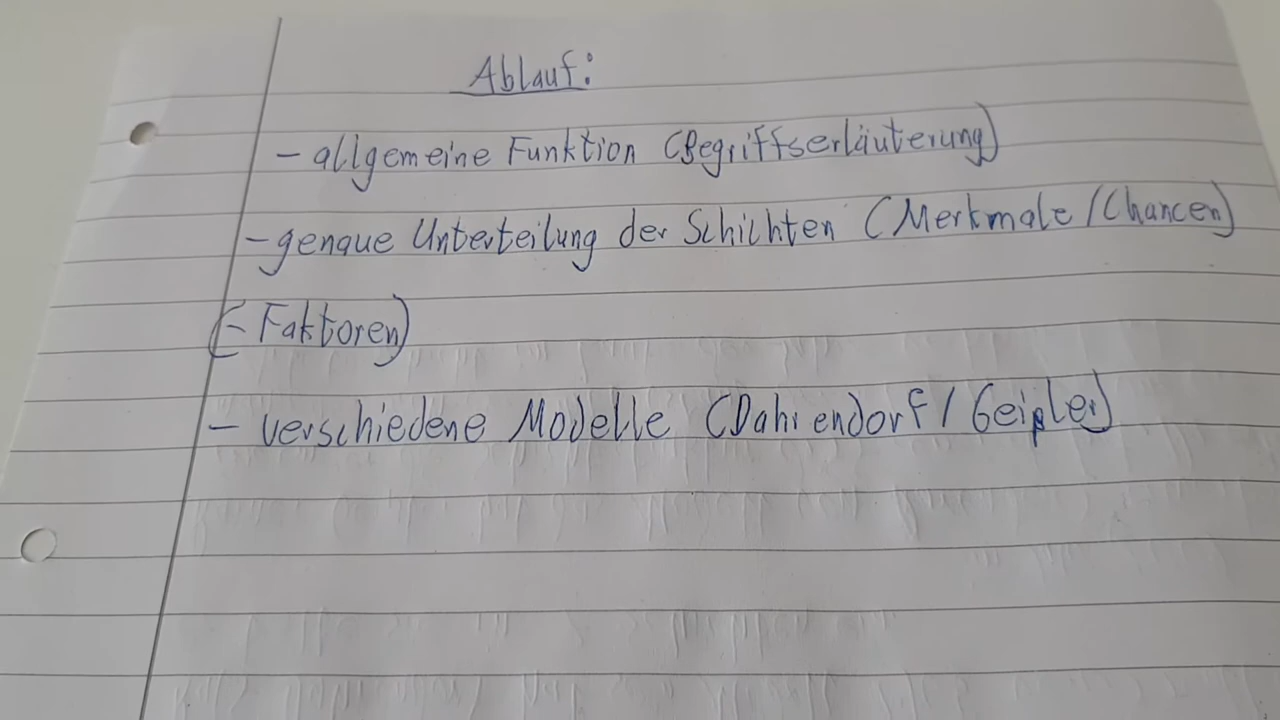 Ablauf:
- allgemeine Funktion (Begriffserläuterung)
- genaue Unterteilung der Schichten (Merkmale / Chancen)
(- Faktoren)
- verschiedene Modelle (Dahrendorf / Geißler)